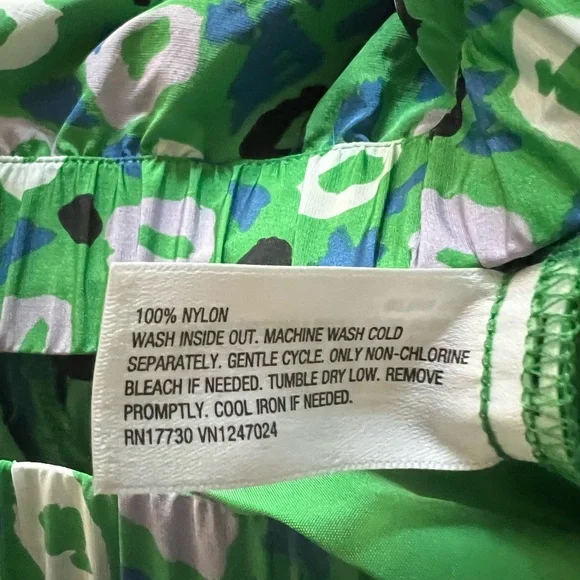 100% NYLON
WASH INSIDE OUT. MACHINE WASH COLD
SEPARATELY. GENTLE CYCLE. ONLY NON-CHLORINE
BLEACH IF NEEDED. TUMBLE DRY LOW. REMOVE
PROMPTLY. COOL IRON IF NEEDED.
RN17730 VN1247024